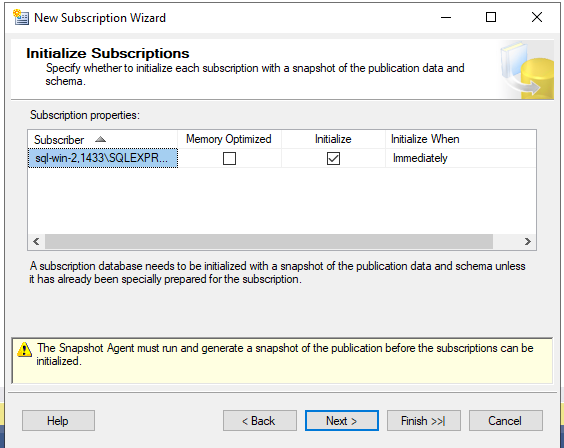 New Subscription Wizard
Initialize Subscriptions
Specify whether to initialize each subscription with a snapshot of the publication data and
schema.
Subscription properties:
Subscriber Memory Optimized Initialize Initialize When
sql-win-2,1433\SQLEXPR... Immediately
A subscription database needs to be initialized with a snapshot of the publication data and schema unless
it has already been specially prepared for the subscription.
The Snapshot Agent must run and generate a snapshot of the publication before the subscriptions can be
initialized.
Help < Back Next > Finish >>| Cancel